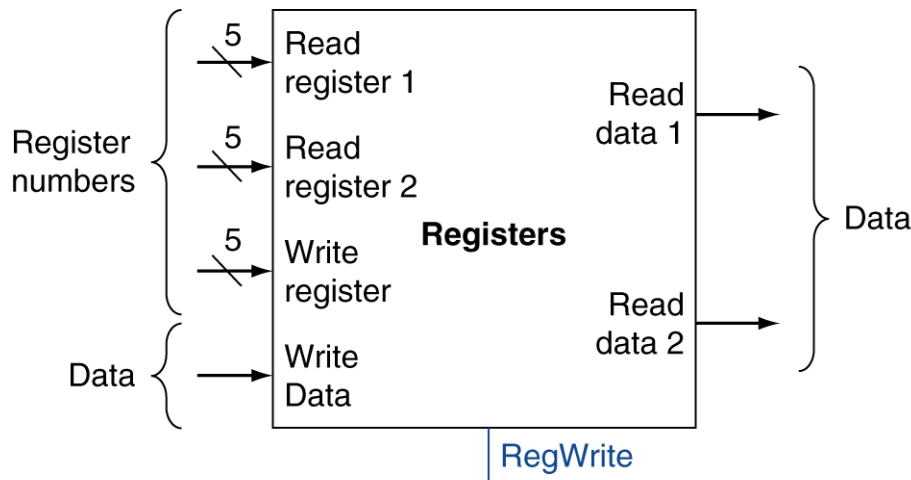 5
Read
register 1
5
Read
register 2
5
Write
register
Write
Data
Register
numbers
Data
Registers
Read
data 1
Read
data 2
Data
RegWrite